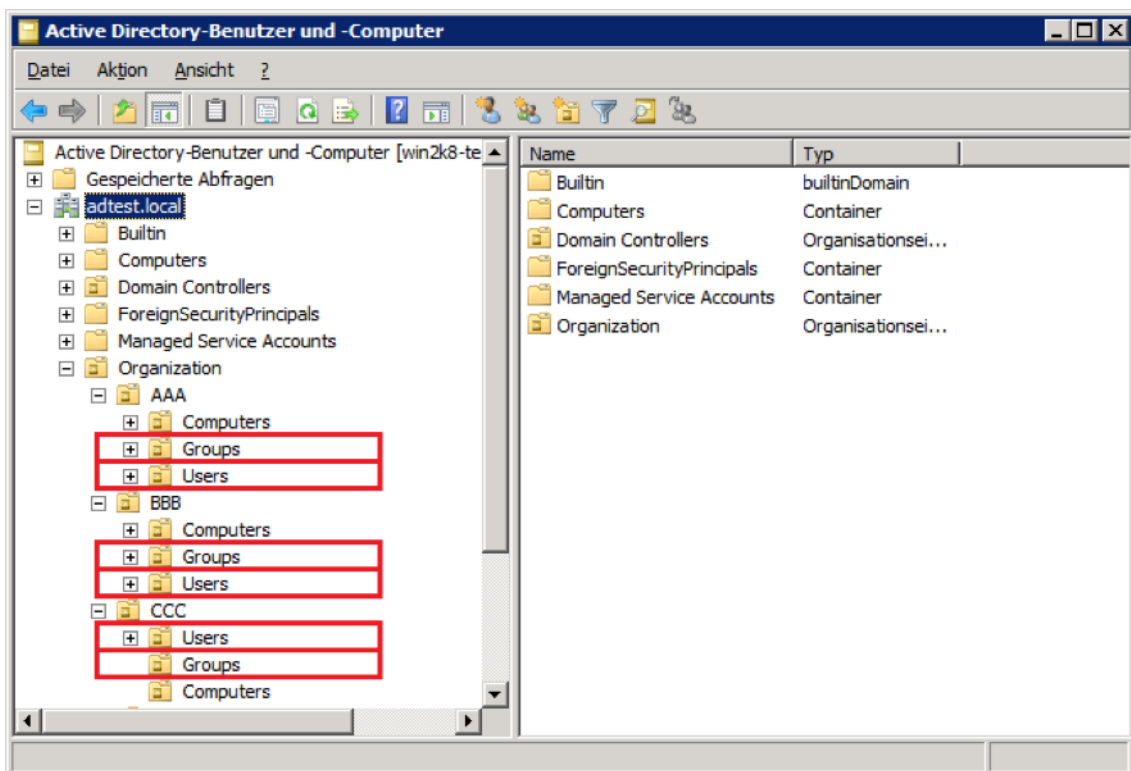 Active Directory-Benutzer und -Computer
Datei Aktion Ansicht ?
Active Directory-Benutzer und -Computer [win2k8-te
Gespeicherte Abfragen
adtest.local
Builtin
Computers
Domain Controllers
ForeignSecurityPrincipals
Managed Service Accounts
Organization
AAA
Computers
Groups
Users
BBB
Computers
Groups
Users
CCC
Users
Groups
Computers
Name Typ
Builtin builtinDomain
Computers Container
Domain Controllers Organisationsei...
ForeignSecurityPrincipals Container
Managed Service Accounts Container
Organization Organisationsei...